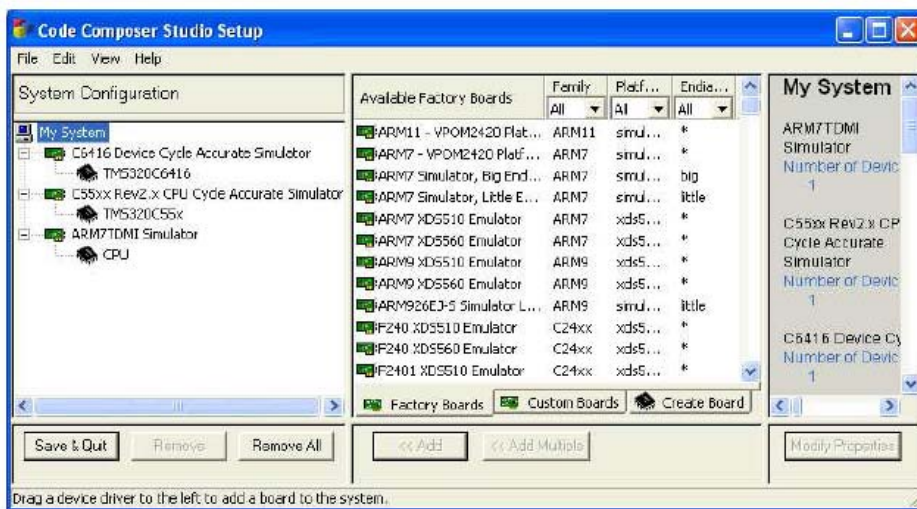 Code Composer Studio Setup
File Edit View Help
System Configuration
My System
C6416 Device Cycle Accurate Simulator
TMS320C6416
C55xx Rev2.x CPU Cycle Accurate Simulator
TMS320C55x
ARM7TDMI Simulator
CPU
Save & Quit Remove Remove All
Available Factory Boards Family Platf... Endia...
All All All
ARM11 - VPOM2420 Plat... ARM11 simul... *
ARM7 - VPOM2420 Platf... ARM7 simul... *
ARM7 Simulator, Big End... ARM7 simul... big
ARM7 Simulator, Little E... ARM7 simul... little
ARM7 XDS510 Emulator ARM7 xds5... *
ARM7 XDS560 Emulator ARM7 xds5... *
ARM9 XDS510 Emulator ARM9 xds5... *
ARM9 XDS560 Emulator ARM9 xds5... *
ARM926EJ-S Simulator L... ARM9 simul... little
F240 XDS510 Emulator C24xx xds5... *
F240 XDS560 Emulator C24xx xds5... *
F2401 XDS510 Emulator C24xx xds5... *
Factory Boards Custom Boards Create Board
<< Add << Add Multiple
My System
ARM7TDMI
Simulator
Number of Devic
1
C55xx Rev2.x CP
Cycle Accurate
Simulator
Number of Devic
1
C6416 Device Cy
Number of Devic
1
Modify Properties
Drag a device driver to the left to add a board to the system.